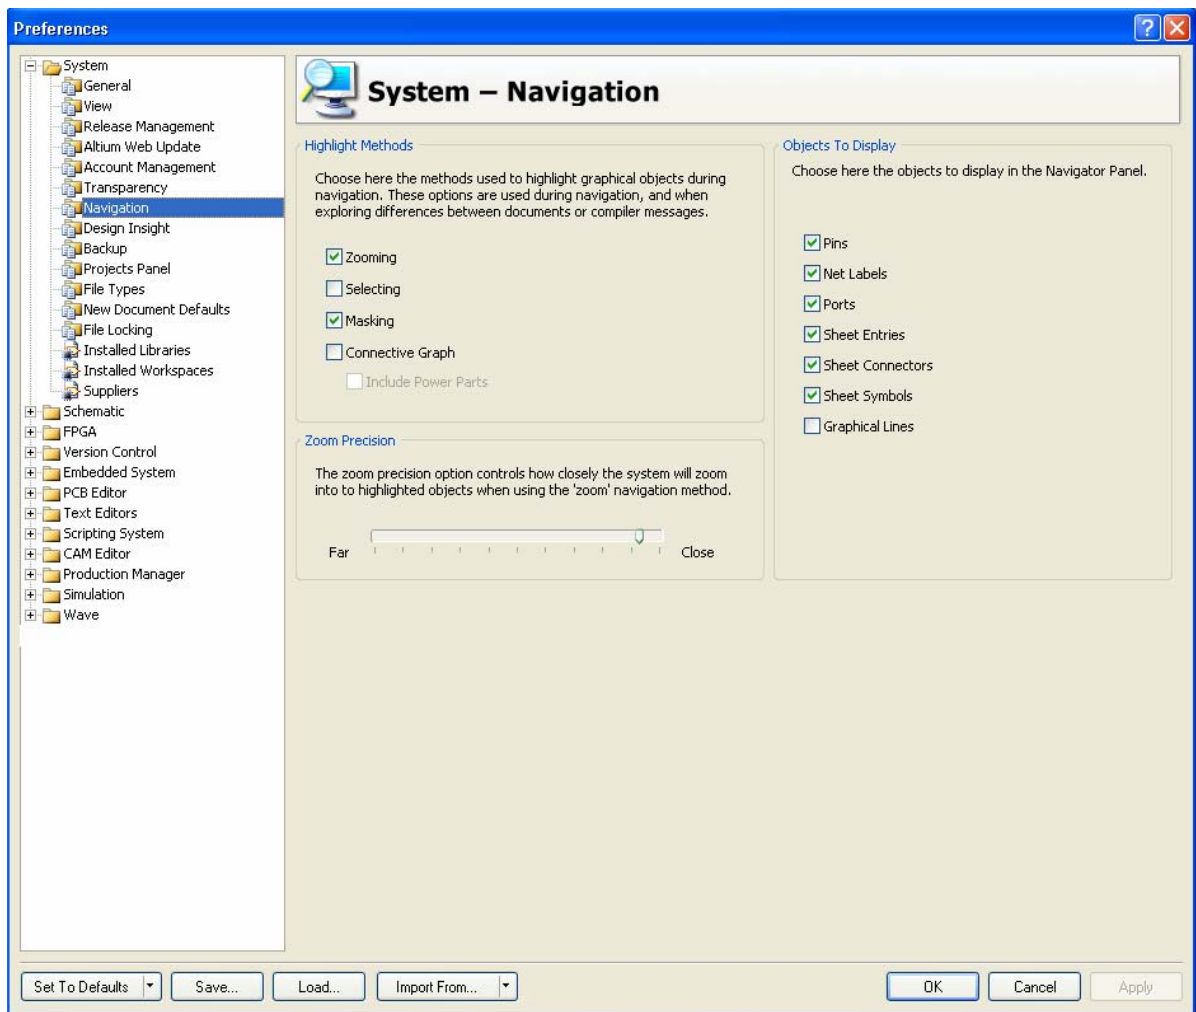 Preferences
System
General
View
Release Management
Altium Web Update
Account Management
Transparency
Navigation
Design Insight
Backup
Projects Panel
File Types
New Document Defaults
File Locking
Installed Libraries
Installed Workspaces
Suppliers
Schematic
FPGA
Version Control
Embedded System
PCB Editor
Text Editors
Scripting System
CAM Editor
Production Manager
Simulation
Wave
System – Navigation
Highlight Methods
Choose here the methods used to highlight graphical objects during
navigation. These options are used during navigation, and when
exploring differences between documents or compiler messages.
Zooming
Selecting
Masking
Connective Graph
Include Power Parts
Zoom Precision
The zoom precision option controls how closely the system will zoom
into to highlighted objects when using the 'zoom' navigation method.
Far
Close
Objects To Display
Choose here the objects to display in the Navigator Panel.
Pins
Net Labels
Ports
Sheet Entries
Sheet Connectors
Sheet Symbols
Graphical Lines
Set To Defaults
Save...
Load...
Import From...
OK
Cancel
Apply